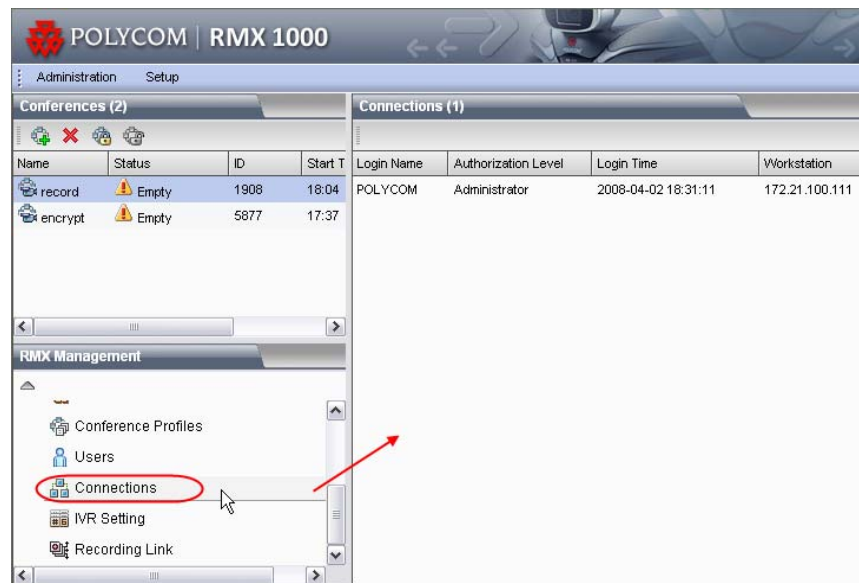 POLYCOM | RMX 1000
Administration Setup
Conferences (2)
Name Status ID Start T
record Empty 1908 18:04
encrypt Empty 5877 17:37
RMX Management
Conference Profiles
Users
Connections
IVR Setting
Recording Link
Connections (1)
Login Name Authorization Level Login Time Workstation
POLYCOM Administrator 2008-04-02 18:31:11 172.21.100.111